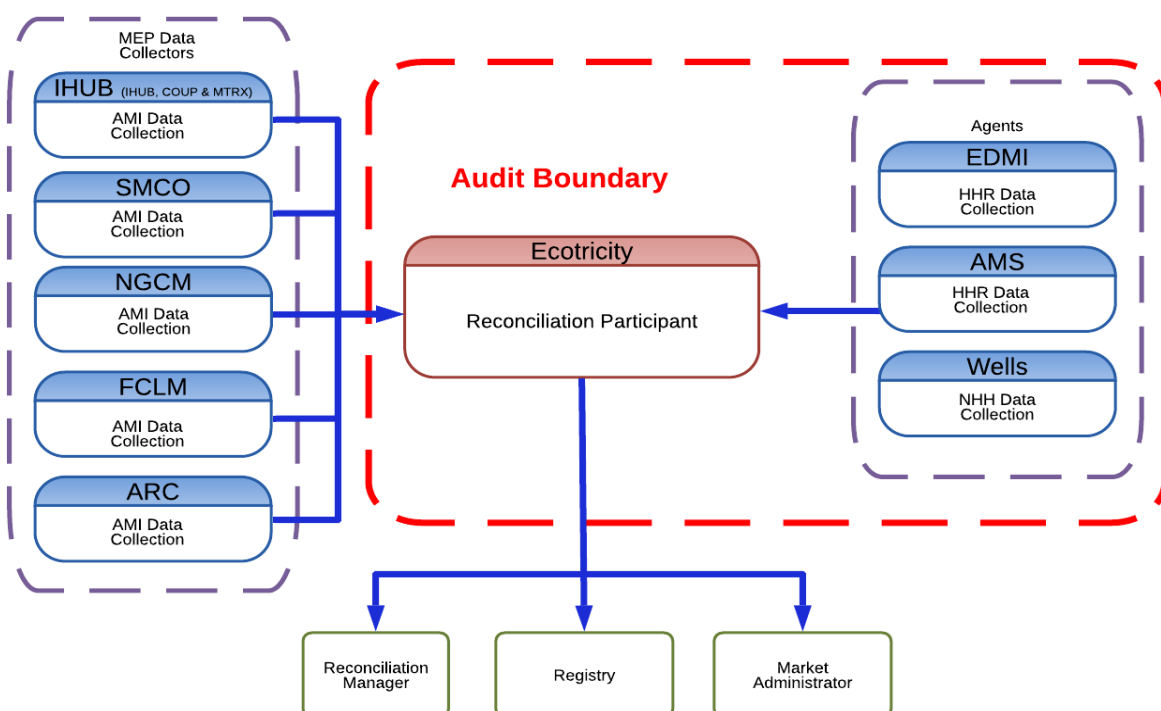 MEP Data
Collectors
IHUB (IHUB, COUP & MTRX)
AMI Data
Collection
SMCO
AMI Data
Collection
NGCM
AMI Data
Collection
FCLM
AMI Data
Collection
ARC
AMI Data
Collection
Audit Boundary
Ecotricity
Reconciliation Participant
Agents
EDMI
HHR Data
Collection
AMS
HHR Data
Collection
Wells
NHH Data
Collection
Reconciliation
Manager
Registry
Market
Administrator